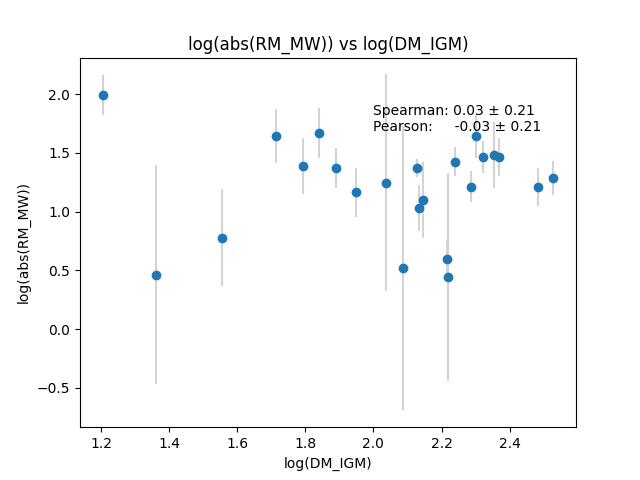 log(abs(RM_MW)) vs log(DM_IGM)
Spearman: 0.03 ± 0.21
Pearson: -0.03 ± 0.21
2.0
1.5
1.0
0.5
0.0
−0.5
log(abs(RM_MW))
1.2 1.4 1.6 1.8 2.0 2.2 2.4
log(DM_IGM)